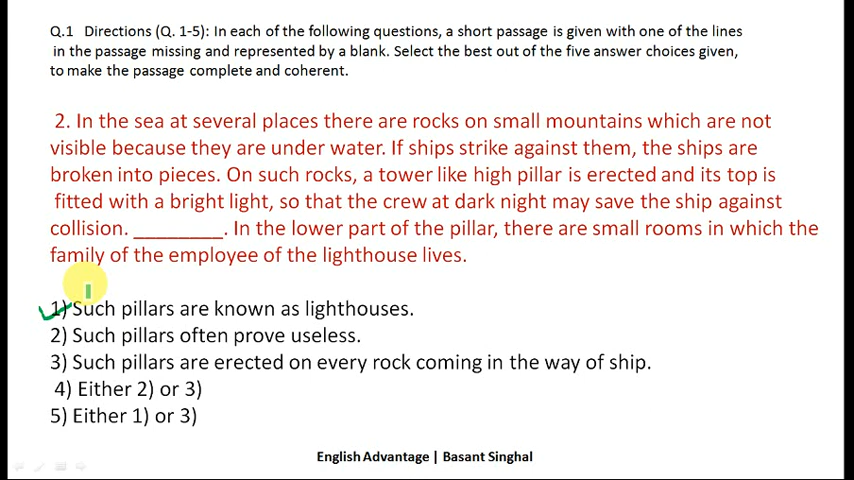 Q.1 Directions (Q. 1-5): In each of the following questions, a short passage is given with one of the lines
in the passage missing and represented by a blank. Select the best out of the five answer choices given,
to make the passage complete and coherent.
2. In the sea at several places there are rocks on small mountains which are not
visible because they are under water. If ships strike against them, the ships are
broken into pieces. On such rocks, a tower like high pillar is erected and its top is
fitted with a bright light, so that the crew at dark night may save the ship against
collision. ________. In the lower part of the pillar, there are small rooms in which the
family of the employee of the lighthouse lives.
1) Such pillars are known as lighthouses.
2) Such pillars often prove useless.
3) Such pillars are erected on every rock coming in the way of ship.
4) Either 2) or 3)
5) Either 1) or 3)
English Advantage | Basant Singhal